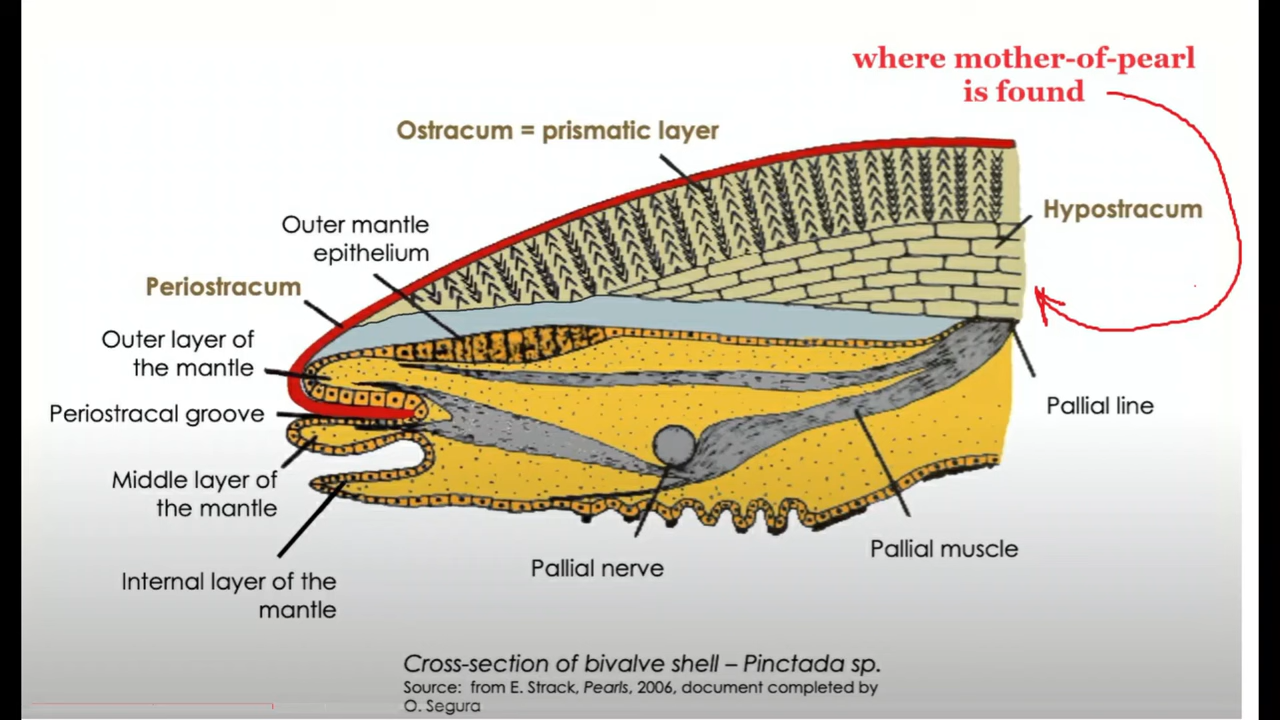 where mother-of-pearl
is found
Ostracum = prismatic layer
Hypostracum
Outer mantle
epithelium
Periostracum
Outer layer of
the mantle
Periostracal groove
Pallial line
Middle layer of
the mantle
Pallial muscle
Pallial nerve
Internal layer of the
mantle
Cross-section of bivalve shell – Pinctada sp.
Source: from E. Strack, Pearls, 2006, document completed by
O. Segura